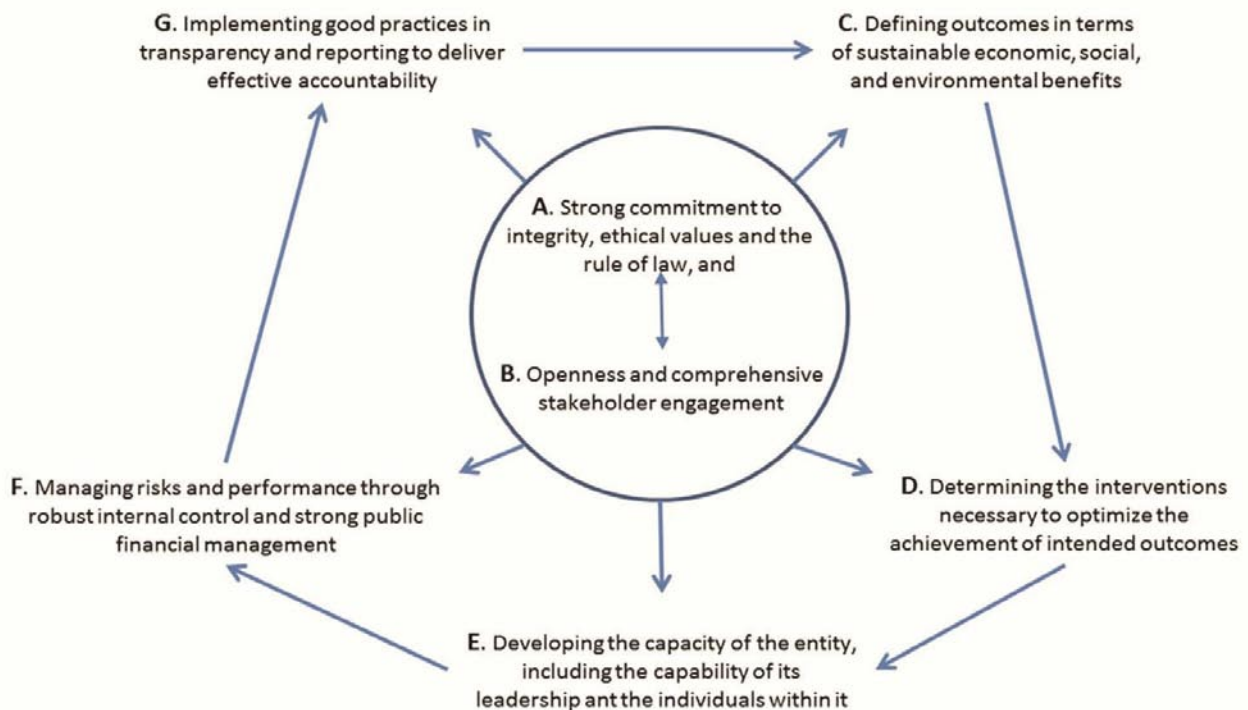 G. Implementing good practices in
transparency and reporting to deliver
effective accountability
C. Defining outcomes in terms
of sustainable economic, social,
and environmental benefits
A. Strong commitment to
integrity, ethical values and the
rule of law, and
B. Openness and comprehensive
stakeholder engagement
F. Managing risks and performance through
robust internal control and strong public
financial management
D. Determining the interventions
necessary to optimize the
achievement of intended outcomes
E. Developing the capacity of the entity,
including the capability of its
leadership ant the individuals within it